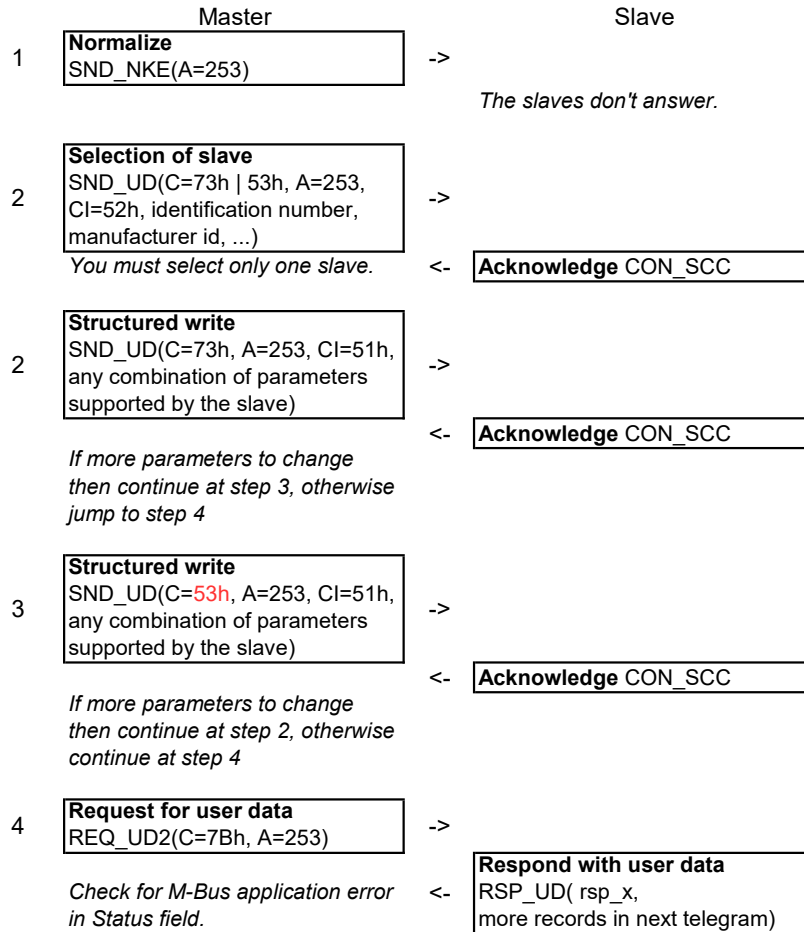 Master Slave
1 Normalize ->
SND_NKE(A=253)
The slaves don't answer.
Selection of slave
2 SND_UD(C=73h | 53h, A=253, ->
CI=52h, identification number,
manufacturer id, ...)
You must select only one slave. <- Acknowledge CON_SCC
Structured write
2 SND_UD(C=73h, A=253, CI=51h, ->
any combination of parameters
supported by the slave)
<- Acknowledge CON_SCC
If more parameters to change
then continue at step 3, otherwise
jump to step 4
Structured write
3 SND_UD(C=53h, A=253, CI=51h, ->
any combination of parameters
supported by the slave)
<- Acknowledge CON_SCC
If more parameters to change
then continue at step 2, otherwise
continue at step 4
4 Request for user data ->
REQ_UD2(C=7Bh, A=253)
Respond with user data
Check for M-Bus application error <- RSP_UD( rsp_x,
in Status field. more records in next telegram)